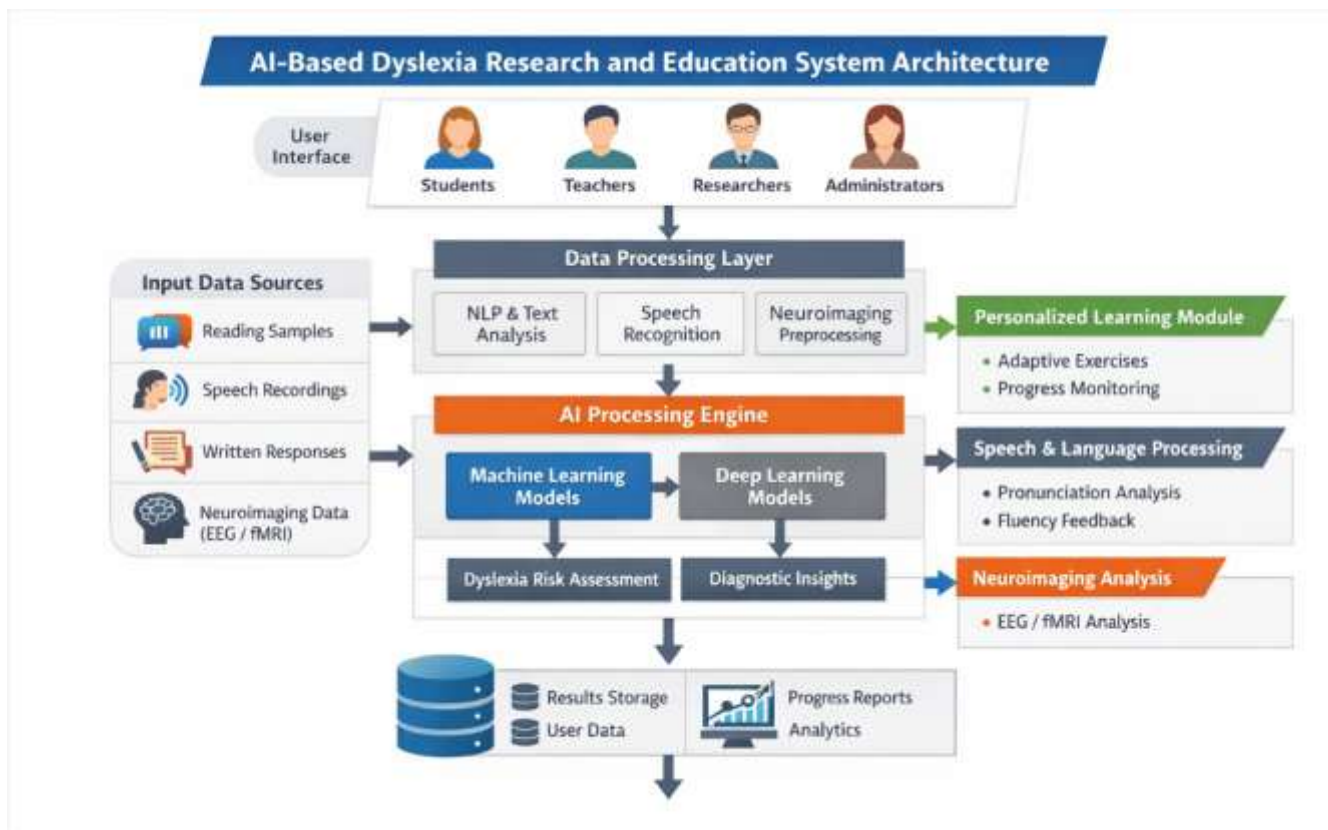 AI-Based Dyslexia Research and Education System Architecture
User
Interface
Students
Teachers
Researchers
Administrators
Data Processing Layer
Input Data Sources
Reading Samples
Speech Recordings
Written Responses
Neuroimaging Data
(EEG / fMRI)
NLP & Text
Analysis
Speech
Recognition
Neuroimaging
Preprocessing
AI Processing Engine
Machine Learning
Models
Deep Learning
Models
Dyslexia Risk Assessment
Diagnostic Insights
Personalized Learning Module
• Adaptive Exercises
• Progress Monitoring
Speech & Language Processing
• Pronunciation Analysis
• Fluency Feedback
Neuroimaging Analysis
• EEG / fMRI Analysis
Results Storage
User Data
Progress Reports
Analytics